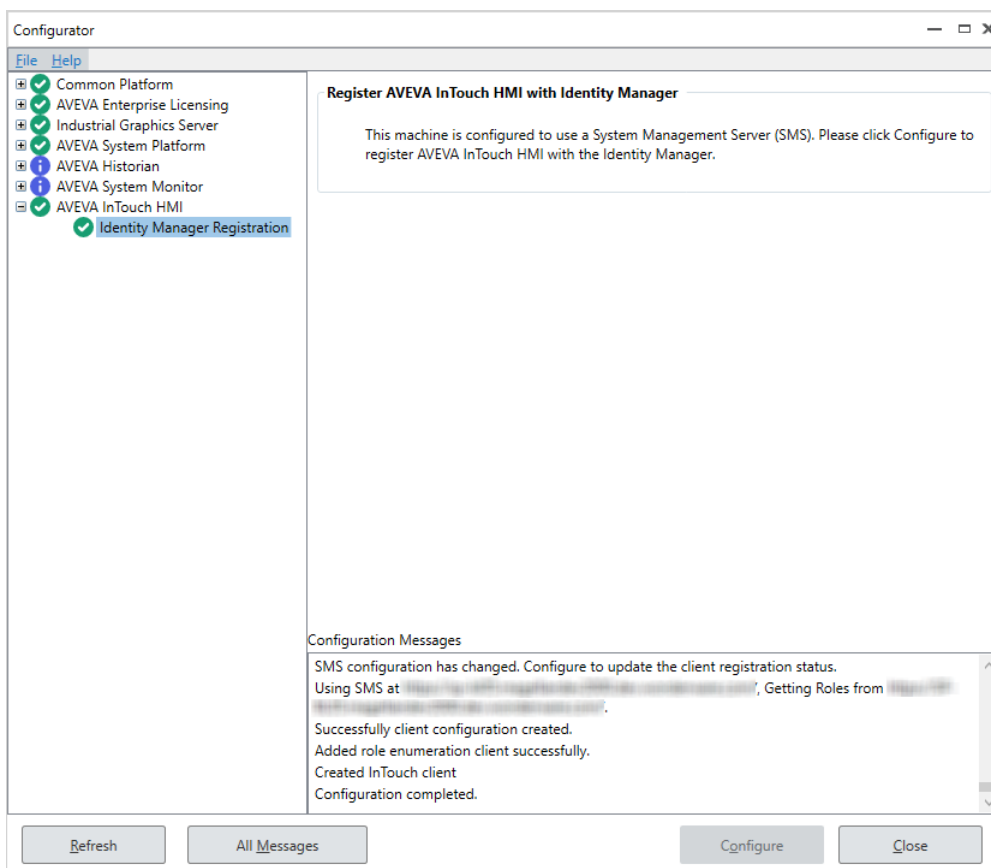 Configurator
File Help
Common Platform
AVEVA Enterprise Licensing
Industrial Graphics Server
AVEVA System Platform
AVEVA Historian
AVEVA System Monitor
AVEVA InTouch HMI
Identity Manager Registration
Register AVEVA InTouch HMI with Identity Manager
This machine is configured to use a System Management Server (SMS). Please click Configure to
register AVEVA InTouch HMI with the Identity Manager.
Configuration Messages
SMS configuration has changed. Configure to update the client registration status.
Using SMS at ', Getting Roles from
'.
Successfully client configuration created.
Added role enumeration client successfully.
Created InTouch client
Configuration completed.
Refresh All Messages Configure Close